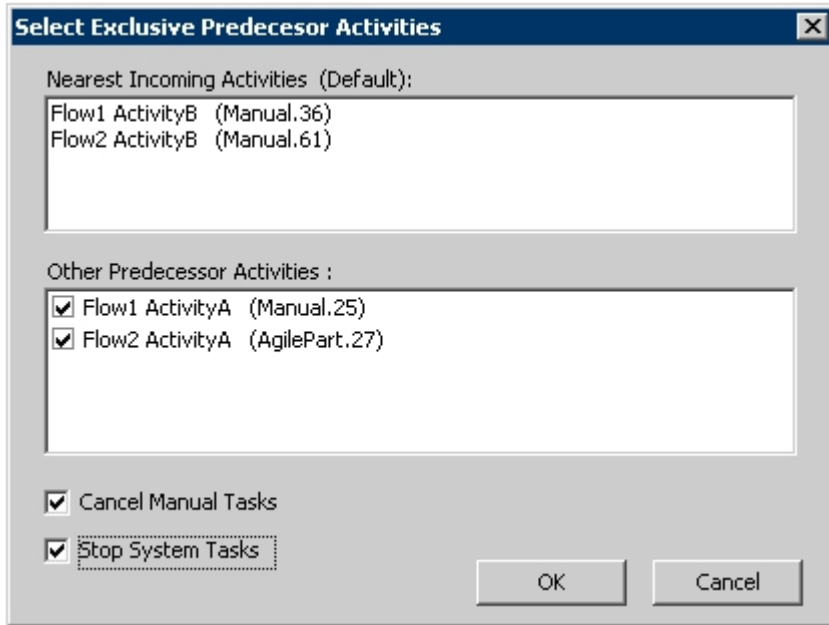 Select Exclusive Predecesor Activities
Nearest Incoming Activities (Default):
Flow1 ActivityB (Manual.36)
Flow2 ActivityB (Manual.61)
Other Predecessor Activities :
Flow1 ActivityA (Manual.25)
Flow2 ActivityA (AgilePart.27)
Cancel Manual Tasks
Stop System Tasks
OK Cancel